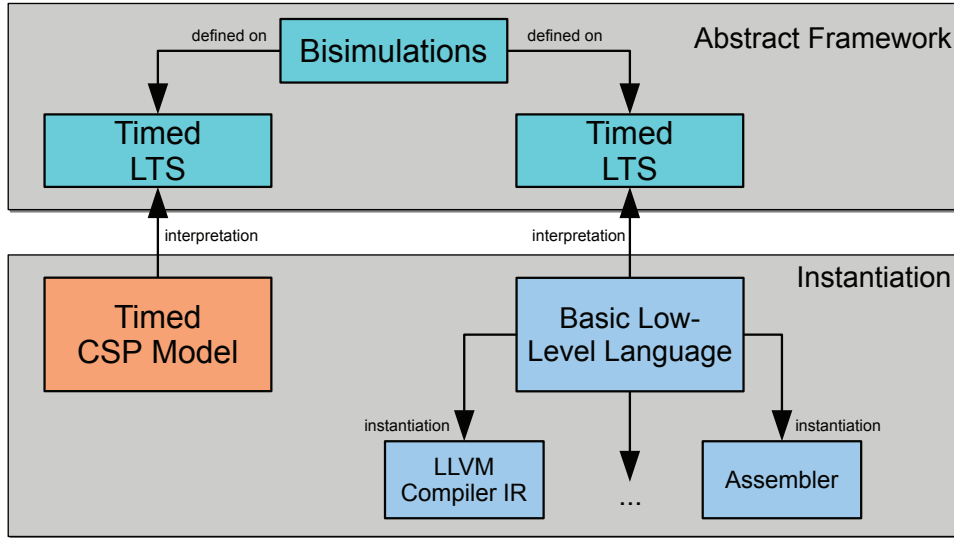 Abstract Framework
defined on
Bisimulations
defined on
Timed
LTS
Timed
LTS
interpretation
interpretation
Instantiation
Timed
CSP Model
Basic Low-
Level Language
instantiation
instantiation
LLVM
Compiler IR
...
Assembler